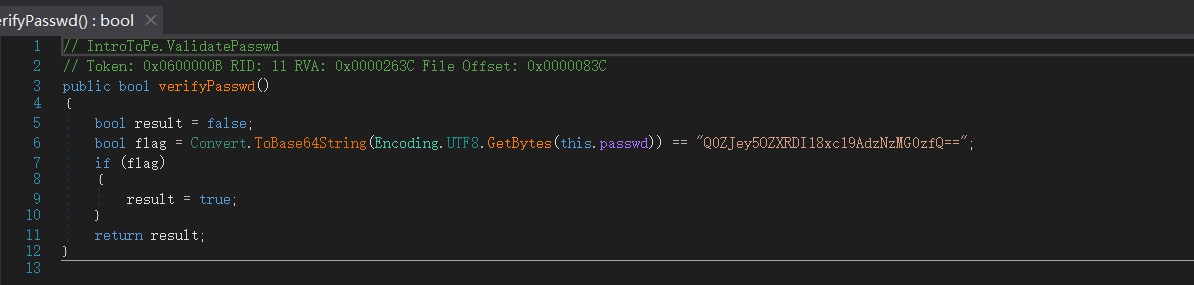 erifyPasswd() : bool ×
1 // IntroToPe.ValidatePasswd
2 // Token: 0x0600000B RID: 11 RVA: 0x0000263C File Offset: 0x0000083C
3 public bool verifyPasswd()
4 {
5 bool result = false;
6 bool flag = Convert.ToBase64String(Encoding.UTF8.GetBytes(this.passwd)) == "Q0ZJey5OZXRDI18xc19AdzNzMG0zfQ==";
7 if (flag)
8 {
9 result = true;
10 }
11 return result;
12 }
13